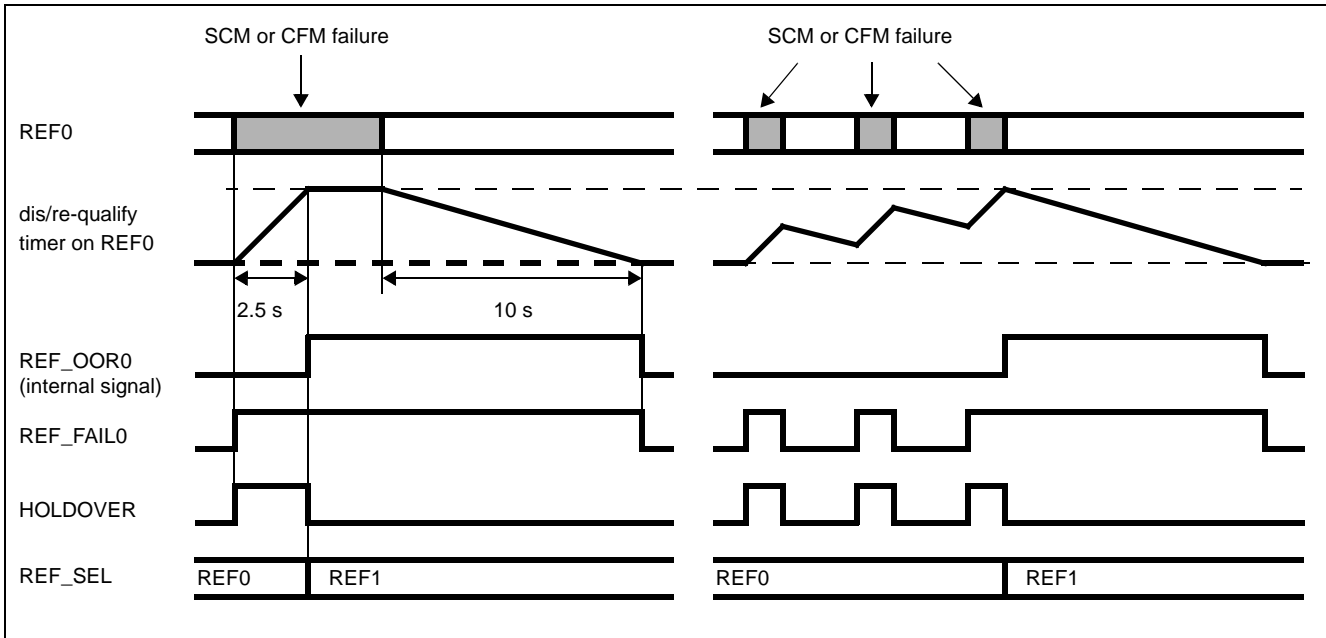 SCM or CFM failure
SCM or CFM failure
REF0
dis/re-qualify
timer on REF0
2.5 s
10 s
REF_OOR0
(internal signal)
REF_FAIL0
HOLDOVER
REF_SEL
REF0
REF1
REF0
REF1